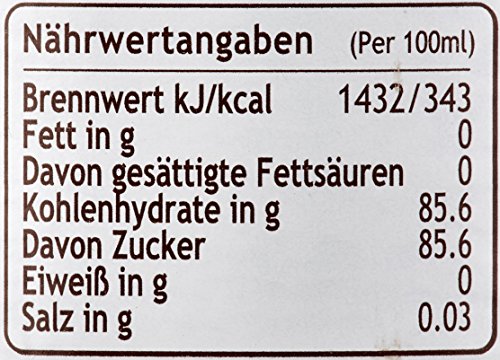 Nährwertangaben (Per 100ml)
Brennwert kJ/kcal 1432/343
Fett in g 0
Davon gesättigte Fettsäuren 0
Kohlenhydrate in g 85.6
Davon Zucker 85.6
Eiweiß in g 0
Salz in g 0.03